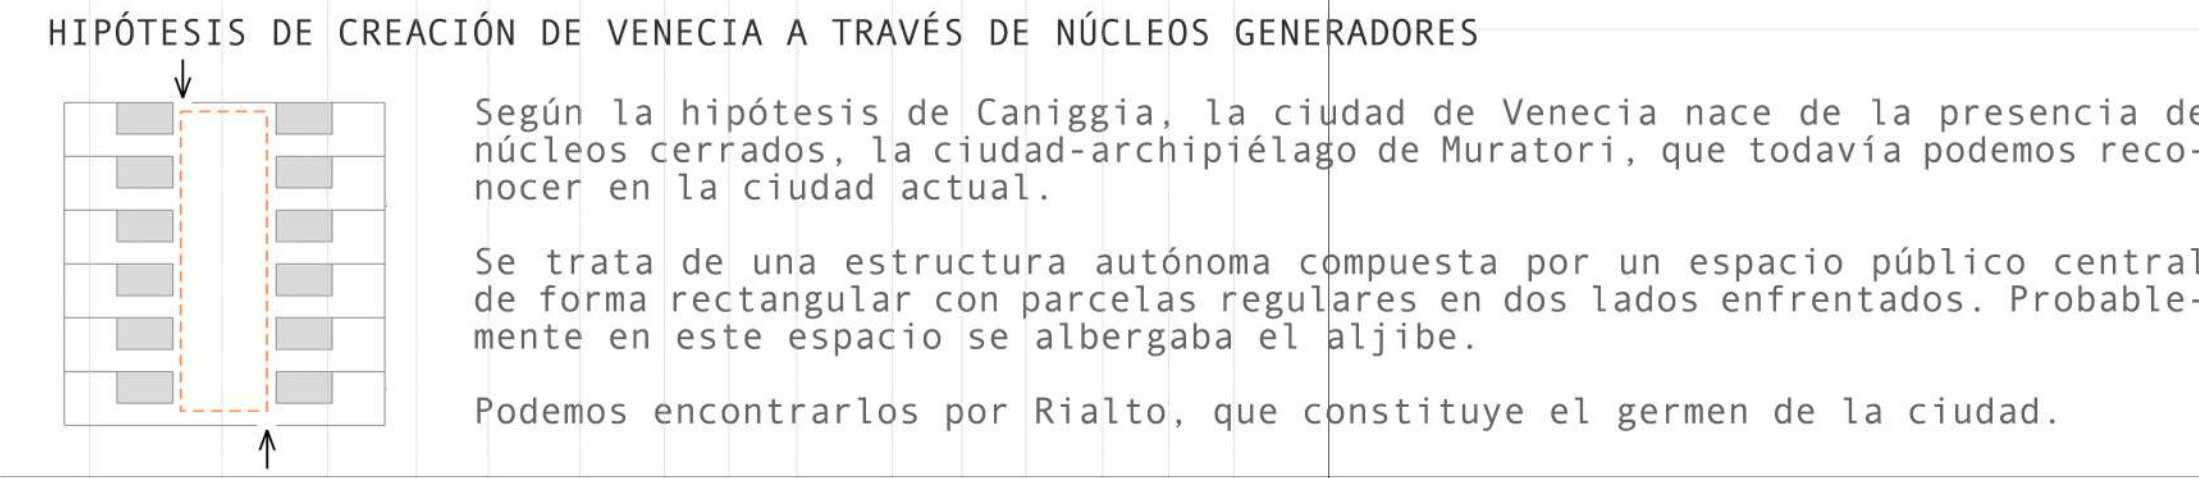 HIPÓTESIS DE CREACIÓN DE VENECIA A TRAVÉS DE NÚCLEOS GENERADORES
Según la hipótesis de Caniggia, la ciudad de Venecia nace de la presencia de
núcleos cerrados, la ciudad-archipiélago de Muratori, que todavía podemos reco-
nocer en la ciudad actual.
Se trata de una estructura autónoma compuesta por un espacio público central
de forma rectangular con parcelas regulares en dos lados enfrentados. Probable-
mente en este espacio se albergaba el aljibe.
Podemos encontrarlos por Rialto, que constituye el germen de la ciudad.